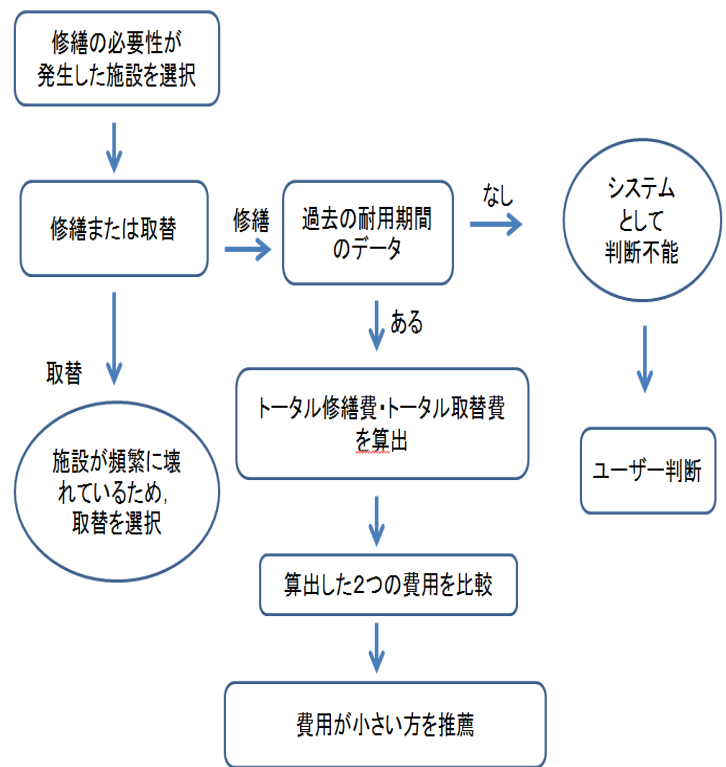 修繕の必要性が
発生した施設を選択
修繕または取替
修繕
過去の耐用期間
のデータ
なし
システム
として
判断不能
ある
取替
トータル修繕費・トータル取替費
を算出
施設が頻繁に壊
れているため,
取替を選択
ユーザー判断
算出した2つの費用を比較
費用が小さい方を推薦